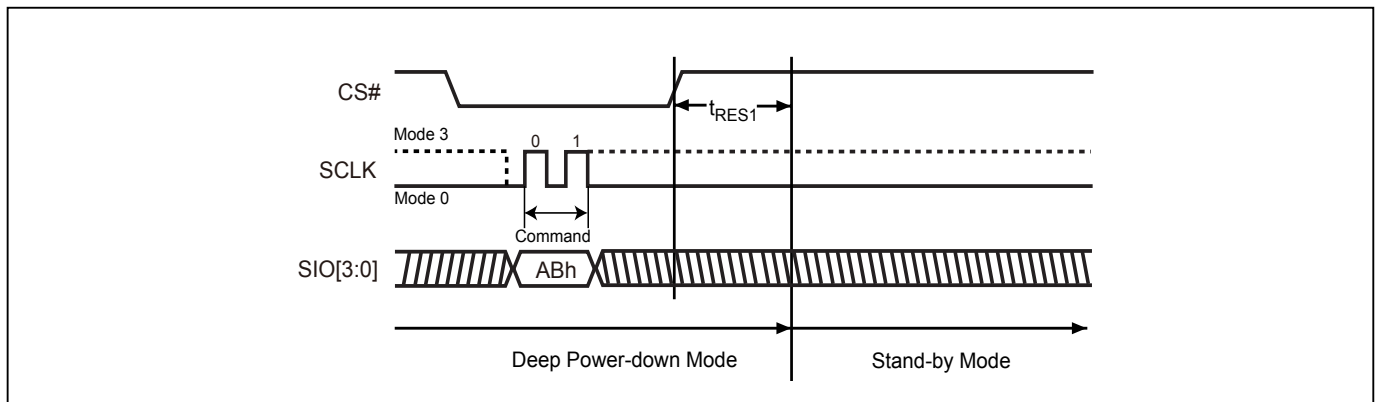 CS#
tRES1
Mode 3
0 1
SCLK
Mode 0
Command
SIO[3:0]
ABh
Deep Power-down Mode
Stand-by Mode